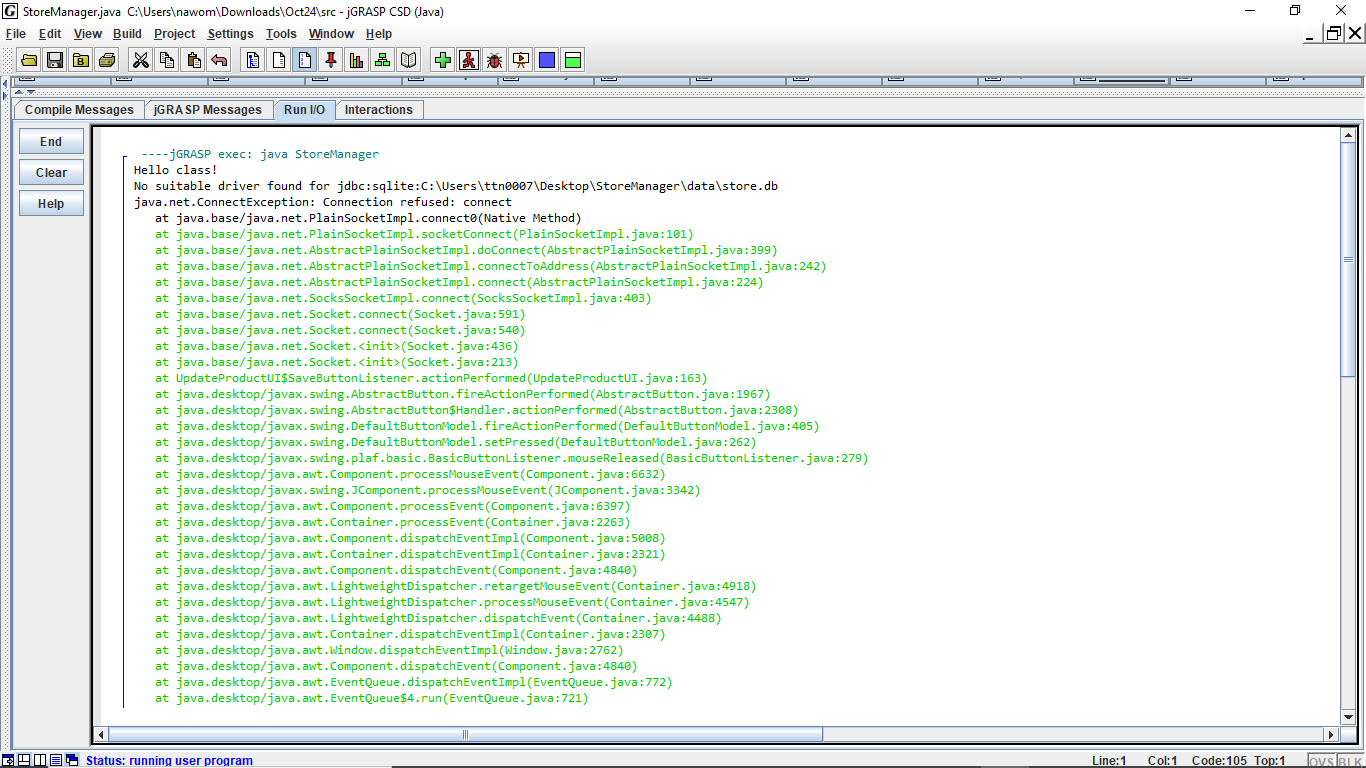 StoreManager.java C:\Users\nawom\Downloads\Oct24\src - jGRASP CSD (Java)
File Edit View Build Project Settings Tools Window Help
Compile Messages jGRASP Messages Run I/O Interactions
End
Clear
Help
----jGRASP exec: java StoreManager
Hello class!
No suitable driver found for jdbc:sqlite:C:\Users\ttn0007\Desktop\StoreManager\data\store.db
java.net.ConnectException: Connection refused: connect
at java.base/java.net.PlainSocketImpl.connect0(Native Method)
at java.base/java.net.PlainSocketImpl.socketConnect(PlainSocketImpl.java:101)
at java.base/java.net.AbstractPlainSocketImpl.doConnect(AbstractPlainSocketImpl.java:399)
at java.base/java.net.AbstractPlainSocketImpl.connectToAddress(AbstractPlainSocketImpl.java:242)
at java.base/java.net.AbstractPlainSocketImpl.connect(AbstractPlainSocketImpl.java:224)
at java.base/java.net.SocksSocketImpl.connect(SocksSocketImpl.java:403)
at java.base/java.net.Socket.connect(Socket.java:591)
at java.base/java.net.Socket.connect(Socket.java:540)
at java.base/java.net.Socket.<init>(Socket.java:436)
at java.base/java.net.Socket.<init>(Socket.java:213)
at UpdateProductUI$SaveButtonListener.actionPerformed(UpdateProductUI.java:163)
at java.desktop/javax.swing.AbstractButton.fireActionPerformed(AbstractButton.java:1967)
at java.desktop/javax.swing.AbstractButton$Handler.actionPerformed(AbstractButton.java:2308)
at java.desktop/javax.swing.DefaultButtonModel.fireActionPerformed(DefaultButtonModel.java:405)
at java.desktop/javax.swing.DefaultButtonModel.setPressed(DefaultButtonModel.java:262)
at java.desktop/javax.swing.plaf.basic.BasicButtonListener.mouseReleased(BasicButtonListener.java:279)
at java.desktop/java.awt.Component.processMouseEvent(Component.java:6632)
at java.desktop/javax.swing.JComponent.processMouseEvent(JComponent.java:3342)
at java.desktop/java.awt.Component.processEvent(Component.java:6397)
at java.desktop/java.awt.Container.processEvent(Container.java:2263)
at java.desktop/java.awt.Component.dispatchEventImpl(Component.java:5008)
at java.desktop/java.awt.Container.dispatchEventImpl(Container.java:2321)
at java.desktop/java.awt.Component.dispatchEvent(Component.java:4840)
at java.desktop/java.awt.LightweightDispatcher.retargetMouseEvent(Container.java:4918)
at java.desktop/java.awt.LightweightDispatcher.processMouseEvent(Container.java:4547)
at java.desktop/java.awt.LightweightDispatcher.dispatchEvent(Container.java:4488)
at java.desktop/java.awt.Container.dispatchEventImpl(Container.java:2307)
at java.desktop/java.awt.Window.dispatchEventImpl(Window.java:2762)
at java.desktop/java.awt.Component.dispatchEvent(Component.java:4840)
at java.desktop/java.awt.EventQueue.dispatchEventImpl(EventQueue.java:772)
at java.desktop/java.awt.EventQueue$4.run(EventQueue.java:721)
Status: running user program Line:1 Col:1 Code:105 Top:1 OVS BLK